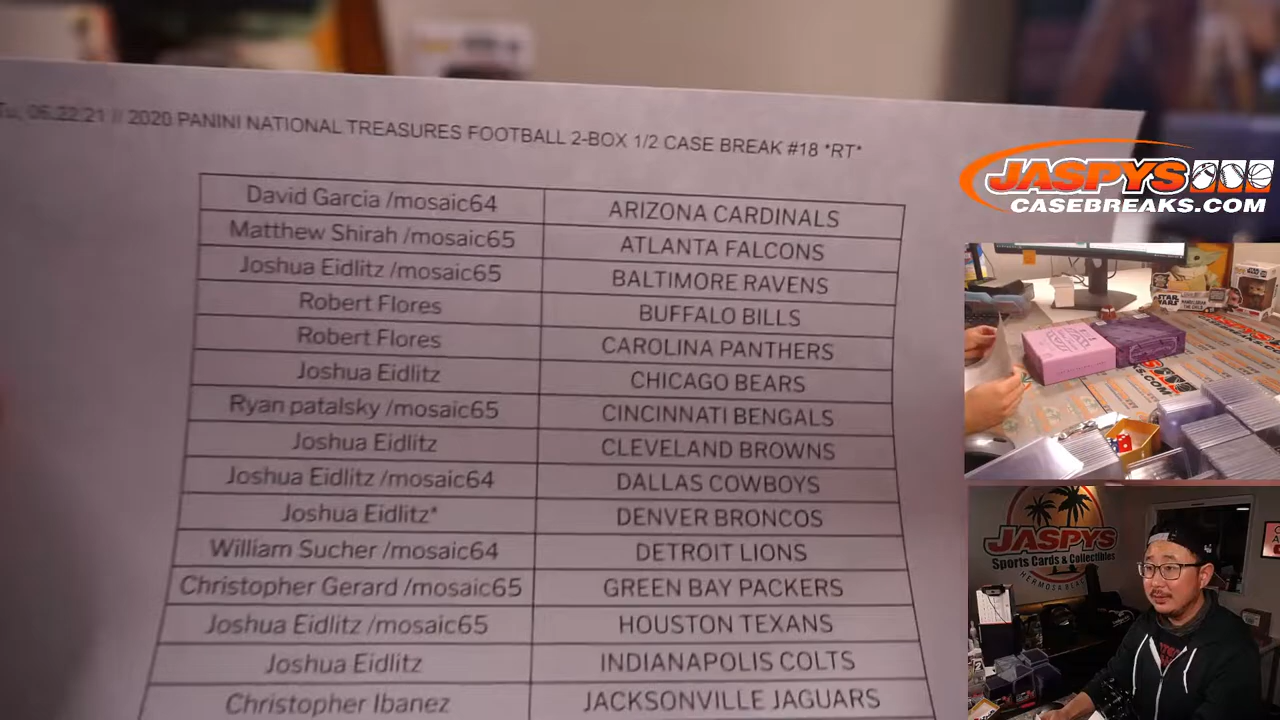 Tu, 06.22.21 // 2020 PANINI NATIONAL TREASURES FOOTBALL 2-BOX 1/2 CASE BREAK #18 *RT*
David Garcia /mosaic64 ARIZONA CARDINALS
Matthew Shirah /mosaic65 ATLANTA FALCONS
Joshua Eidlitz /mosaic65 BALTIMORE RAVENS
Robert Flores BUFFALO BILLS
Robert Flores CAROLINA PANTHERS
Joshua Eidlitz CHICAGO BEARS
Ryan patalsky /mosaic65 CINCINNATI BENGALS
Joshua Eidlitz CLEVELAND BROWNS
Joshua Eidlitz /mosaic64 DALLAS COWBOYS
Joshua Eidlitz* DENVER BRONCOS
William Sucher /mosaic64 DETROIT LIONS
Christopher Gerard /mosaic65 GREEN BAY PACKERS
Joshua Eidlitz /mosaic65 HOUSTON TEXANS
Joshua Eidlitz INDIANAPOLIS COLTS
Christopher Ibanez JACKSONVILLE JAGUARS
JASPYS
CASEBREAKS.COM
STAR WARS
JASPYS
Sports Cards & Collectibles
HERMOSA BEACH